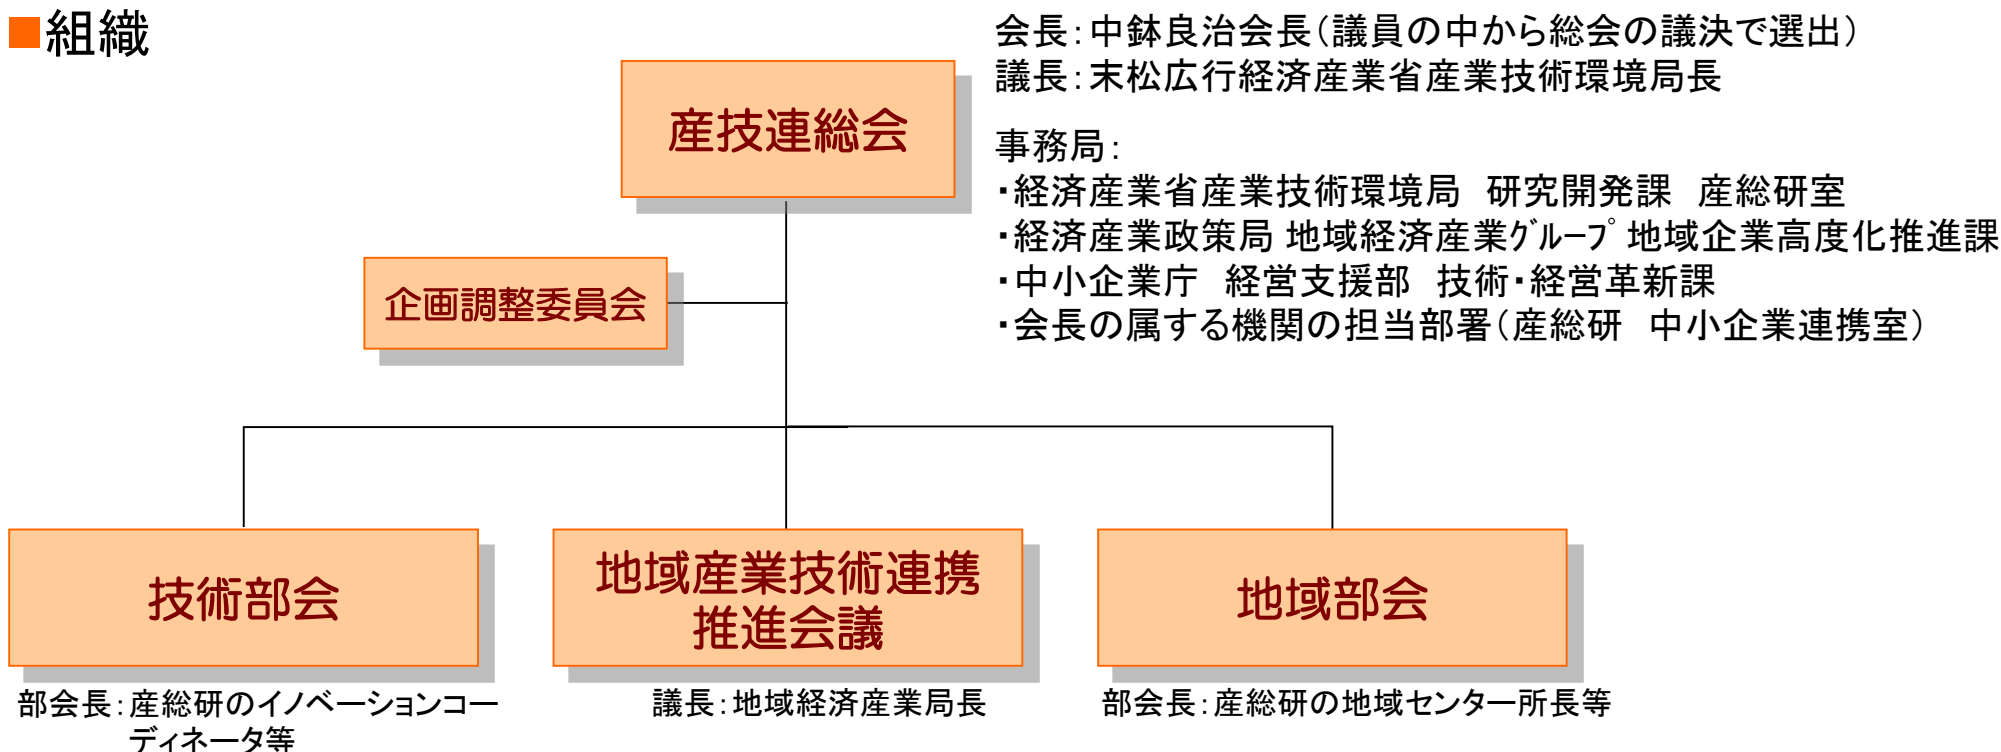 ■組織
会長：中鉢良治会長（議員の中から総会の議決で選出）
議長：末松広行経済産業省産業技術環境局長
産技連総会
事務局：
・経済産業省産業技術環境局　研究開発課　産総研室
・経済産業政策局 地域経済産業ｸﾞﾙｰﾌﾟ 地域企業高度化推進課
・中小企業庁　経営支援部　技術・経営革新課
・会長の属する機関の担当部署（産総研　中小企業連携室）
企画調整委員会
技術部会
部会長：産総研のイノベーションコー
ディネータ等
地域産業技術連携
推進会議
議長：地域経済産業局長
地域部会
部会長：産総研の地域センター所長等